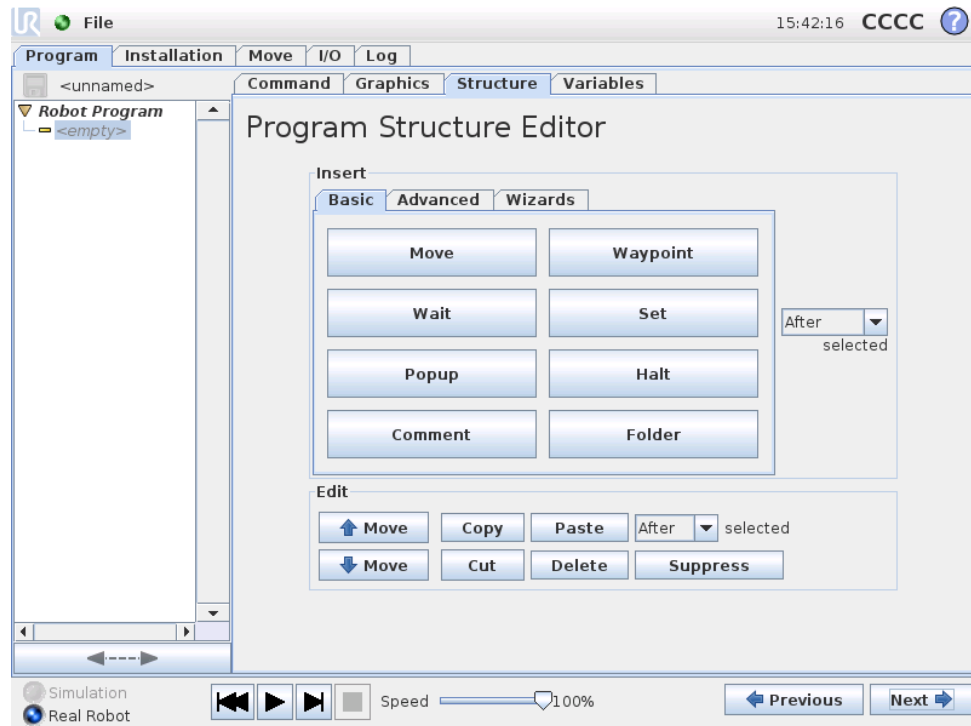 UR File 15:42:16 CCCC ?
Program Installation Move I/O Log
<unnamed>
Command Graphics Structure Variables
Robot Program
<empty>
Program Structure Editor
Insert
Basic Advanced Wizards
Move Waypoint
Wait Set
After
selected
Popup Halt
Comment Folder
Edit
Move Copy Paste After selected
Move Cut Delete Suppress
Simulation
Real Robot
Speed 100%
Previous Next